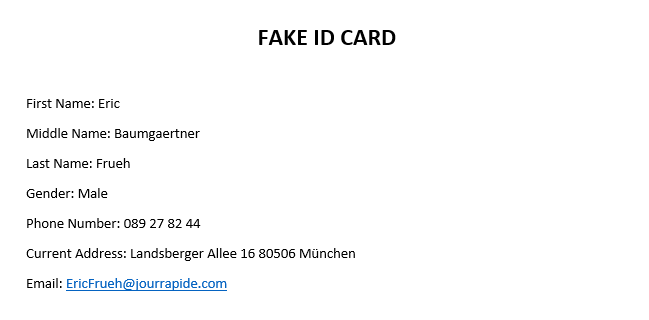 FAKE ID CARD
First Name: Eric
Middle Name: Baumgaertner
Last Name: Frueh
Gender: Male
Phone Number: 089 27 82 44
Current Address: Landsberger Allee 16 80506 München
Email: EricFrueh@jourrapide.com